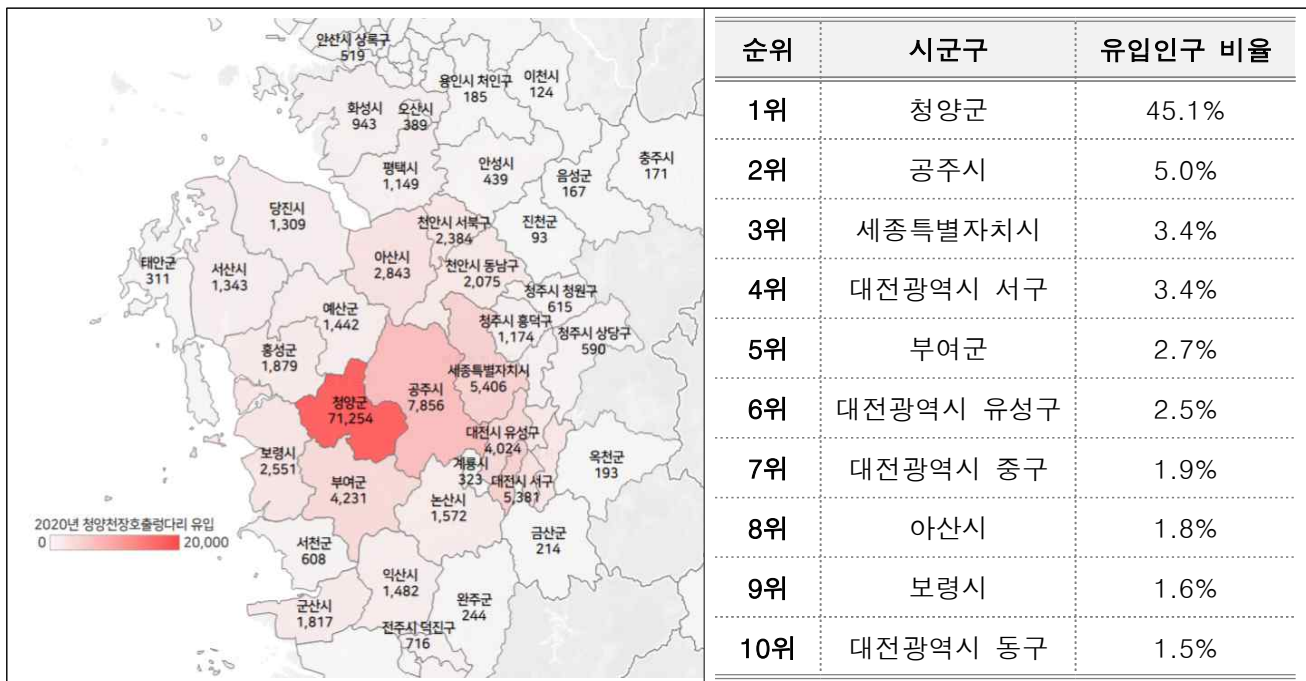 안산시 상록구
519
용인시 처인구
185
이천시
124
화성시
943
오산시
389
평택시
1,149
안성시
439
음성군
167
충주시
171
당진시
1,309
천안시 서북구
2,384
진천군
93
태안군
311
서산시
1,343
아산시
2,843
천안시 동남구
2,075
청주시 청원구
615
예산군
1,442
청주시 흥덕구
1,174
청주시 상당구
590
홍성군
1,879
세종특별자치시
5,406
공주시
7,856
청양군
71,254
대전시 유성구
4,024
보령시
2,551
계룡시
323
옥천군
193
부여군
4,231
대전시 서구
5,381
논산시
1,572
2020년 청양천장호출렁다리 유입
0 20,000
서천군
608
금산군
214
익산시
1,482
완주군
244
군산시
1,817
전주시 덕진구
716
순위 시군구 유입인구 비율
1위 청양군 45.1%
2위 공주시 5.0%
3위 세종특별자치시 3.4%
4위 대전광역시 서구 3.4%
5위 부여군 2.7%
6위 대전광역시 유성구 2.5%
7위 대전광역시 중구 1.9%
8위 아산시 1.8%
9위 보령시 1.6%
10위 대전광역시 동구 1.5%